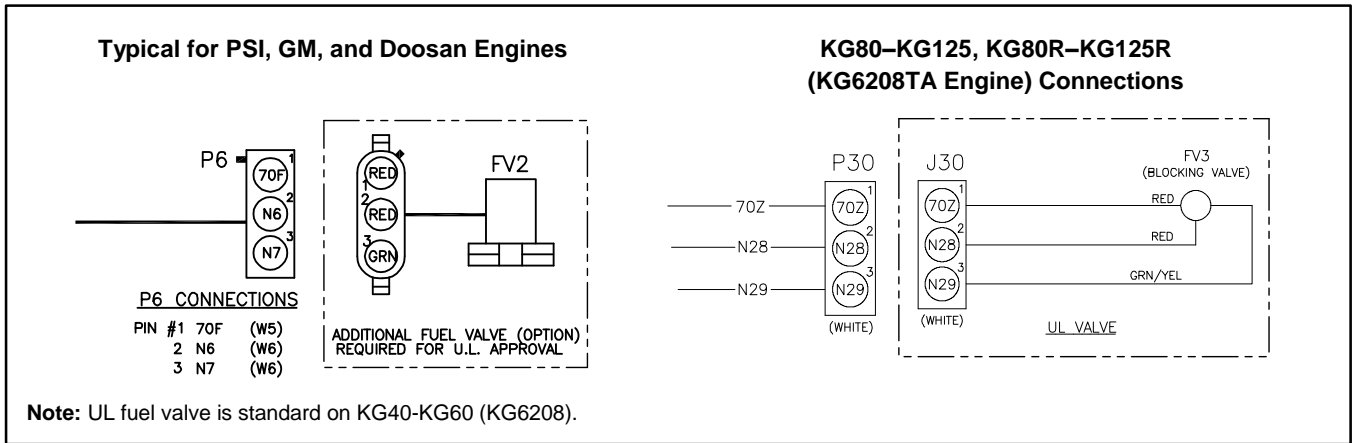 Typical for PSI, GM, and Doosan Engines
P6
70F
1
N6
2
N7
3
P6 CONNECTIONS
PIN #1 70F (W5)
2 N6 (W6)
3 N7 (W6)
RED
1
RED
2
GRN
3
FV2
ADDITIONAL FUEL VALVE (OPTION)
REQUIRED FOR U.L. APPROVAL
KG80–KG125, KG80R–KG125R
(KG6208TA Engine) Connections
P30
70Z
70Z
1
N28
N28
2
N29
N29
3
(WHITE)
J30
70Z
1
N28
2
N29
3
(WHITE)
FV3
(BLOCKING VALVE)
RED
RED
GRN/YEL
UL VALVE
Note: UL fuel valve is standard on KG40-KG60 (KG6208).